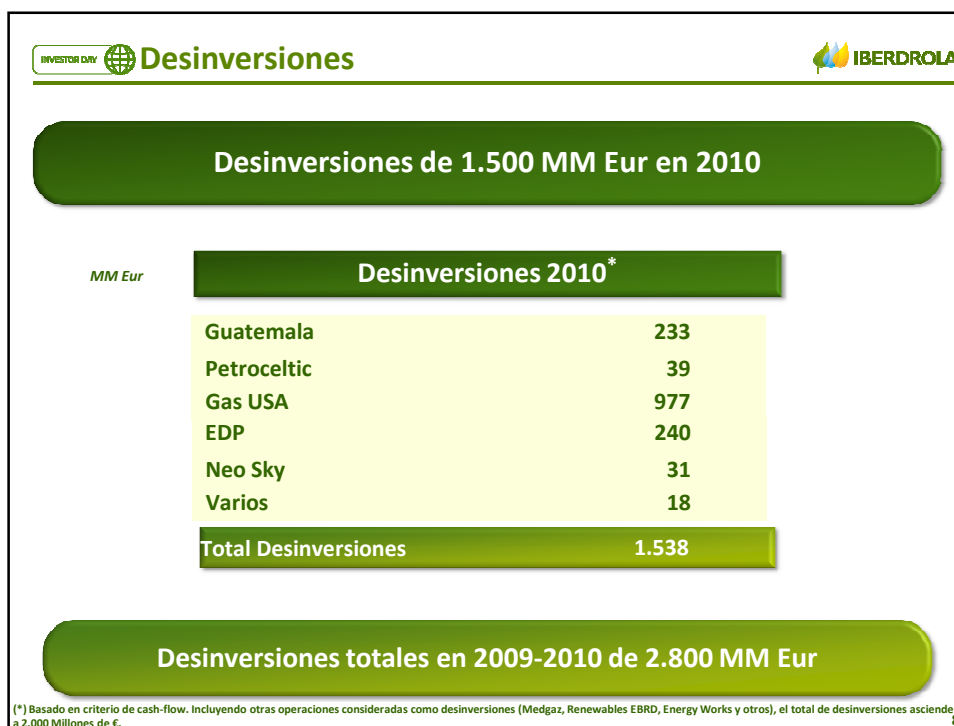 INVESTOR DAY Desinversiones IBERDROLA
Desinversiones de 1.500 MM Eur en 2010
MM Eur Desinversiones 2010*
Guatemala 233
Petroceltic 39
Gas USA 977
EDP 240
Neo Sky 31
Varios 18
Total Desinversiones 1.538
Desinversiones totales en 2009-2010 de 2.800 MM Eur
(*) Basado en criterio de cash-flow. Incluyendo otras operaciones consideradas como desinversiones (Medgaz, Renewables EBRD, Energy Works y otros), el total de desinversiones asciende
a 2.000 Millones de €.